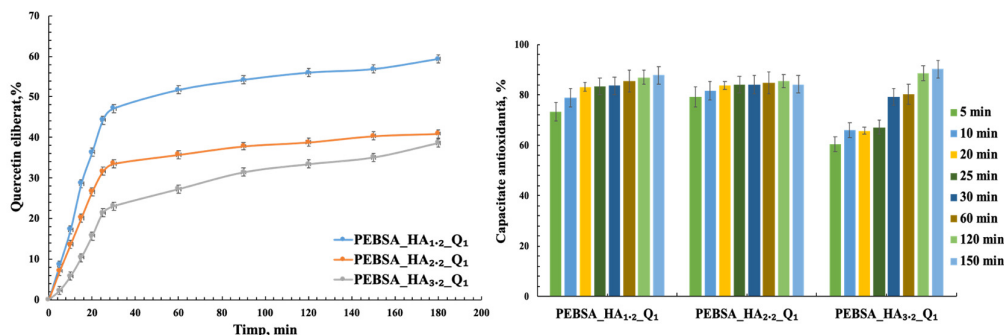 70
60
50
40
30
20
10
0
Quercetin eliberat, %
0 20 40 60 80 100 120 140 160 180 200
Timp, min
PEBSA_HA₁.₂_Q₁
PEBSA_HA₂.₂_Q₁
PEBSA_HA₃.₂_Q₁
100
80
60
40
20
0
Capacitate antioxidantă, %
PEBSA_HA₁.₂_Q₁ PEBSA_HA₂.₂_Q₁ PEBSA_HA₃.₂_Q₁
5 min
10 min
20 min
25 min
30 min
60 min
120 min
150 min